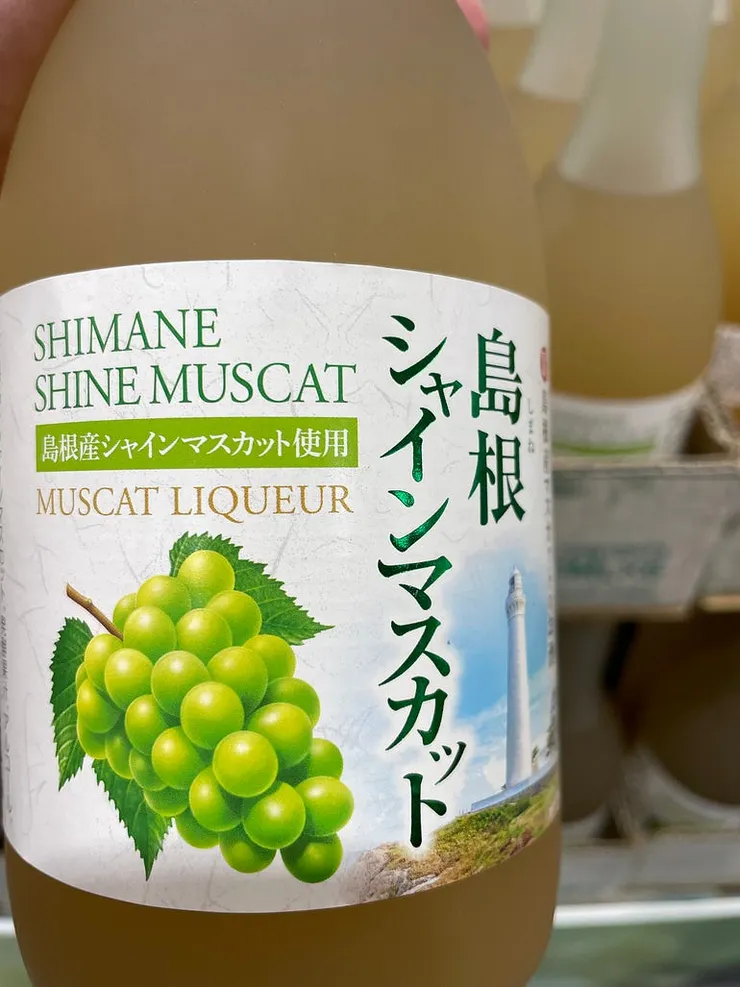 SHIMANE
SHINE MUSCAT
島根産シャインマスカット使用
MUSCAT LIQUEUR
島根
しまね
シャインマスカット